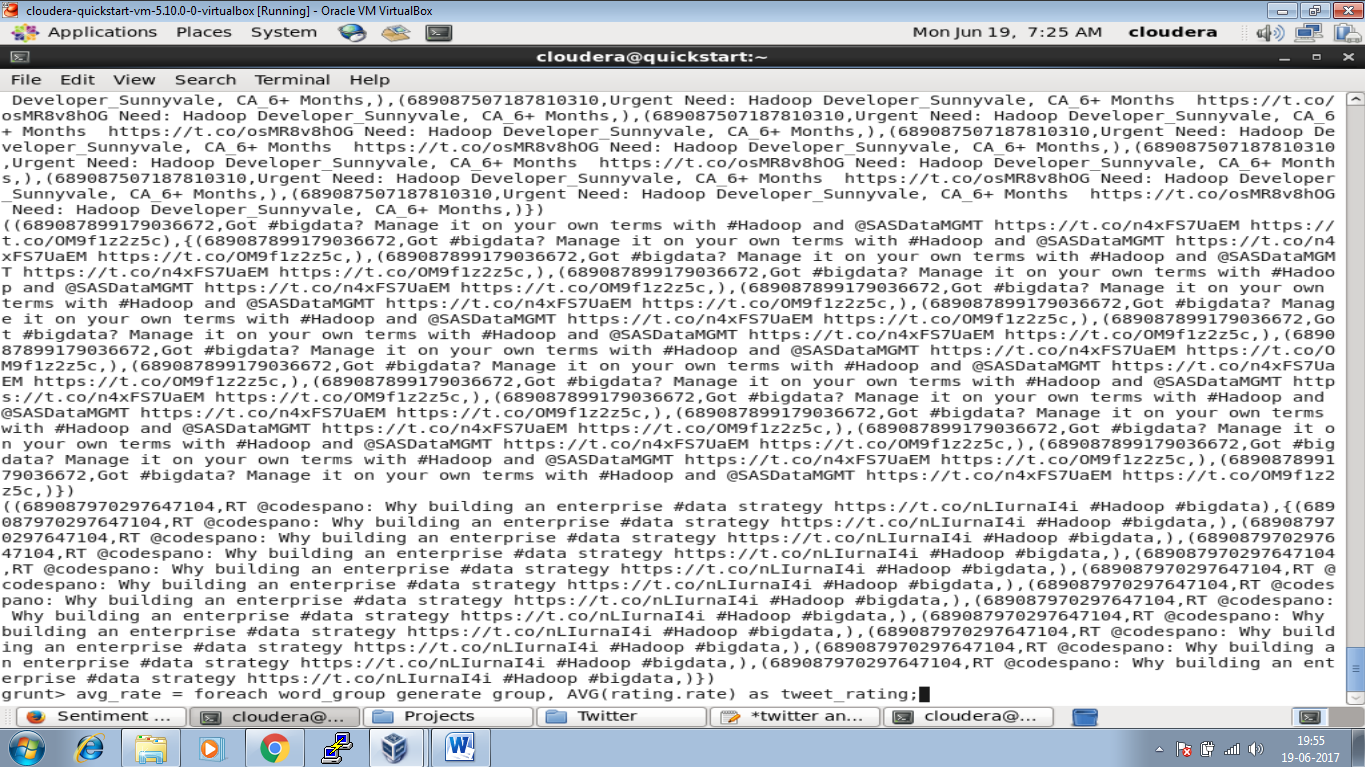 cloudera-quickstart-vm-5.10.0-0-virtualbox [Running] - Oracle VM VirtualBox
Applications Places System Mon Jun 19, 7:25 AM cloudera
cloudera@quickstart:~
File Edit View Search Terminal Help
 Developer_Sunnyvale, CA_6+ Months,),(689087507187810310,Urgent Need: Hadoop Developer_Sunnyvale, CA_6+ Months  https://t.co/
osMR8v8hOG Need: Hadoop Developer_Sunnyvale, CA_6+ Months,),(689087507187810310,Urgent Need: Hadoop Developer_Sunnyvale, CA_6
+ Months  https://t.co/osMR8v8hOG Need: Hadoop Developer_Sunnyvale, CA_6+ Months,),(689087507187810310,Urgent Need: Hadoop De
veloper_Sunnyvale, CA_6+ Months  https://t.co/osMR8v8hOG Need: Hadoop Developer_Sunnyvale, CA_6+ Months,),(689087507187810310
,Urgent Need: Hadoop Developer_Sunnyvale, CA_6+ Months  https://t.co/osMR8v8hOG Need: Hadoop Developer_Sunnyvale, CA_6+ Month
s,),(689087507187810310,Urgent Need: Hadoop Developer_Sunnyvale, CA_6+ Months  https://t.co/osMR8v8hOG Need: Hadoop Developer
_Sunnyvale, CA_6+ Months,),(689087507187810310,Urgent Need: Hadoop Developer_Sunnyvale, CA_6+ Months  https://t.co/osMR8v8hOG
 Need: Hadoop Developer_Sunnyvale, CA_6+ Months,)})
((689087899179036672,Got #bigdata? Manage it on your own terms with #Hadoop and @SASDataMGMT https://t.co/n4xFS7UaEM https://
t.co/OM9f1z2z5c),{(689087899179036672,Got #bigdata? Manage it on your own terms with #Hadoop and @SASDataMGMT https://t.co/n4
xFS7UaEM https://t.co/OM9f1z2z5c,),(689087899179036672,Got #bigdata? Manage it on your own terms with #Hadoop and @SASDataMGM
T https://t.co/n4xFS7UaEM https://t.co/OM9f1z2z5c,),(689087899179036672,Got #bigdata? Manage it on your own terms with #Hadoo
p and @SASDataMGMT https://t.co/n4xFS7UaEM https://t.co/OM9f1z2z5c,),(689087899179036672,Got #bigdata? Manage it on your own 
terms with #Hadoop and @SASDataMGMT https://t.co/n4xFS7UaEM https://t.co/OM9f1z2z5c,),(689087899179036672,Got #bigdata? Manag
e it on your own terms with #Hadoop and @SASDataMGMT https://t.co/n4xFS7UaEM https://t.co/OM9f1z2z5c,),(689087899179036672,Go
t #bigdata? Manage it on your own terms with #Hadoop and @SASDataMGMT https://t.co/n4xFS7UaEM https://t.co/OM9f1z2z5c,),(6890
87899179036672,Got #bigdata? Manage it on your own terms with #Hadoop and @SASDataMGMT https://t.co/n4xFS7UaEM https://t.co/O
M9f1z2z5c,),(689087899179036672,Got #bigdata? Manage it on your own terms with #Hadoop and @SASDataMGMT https://t.co/n4xFS7Ua
EM https://t.co/OM9f1z2z5c,),(689087899179036672,Got #bigdata? Manage it on your own terms with #Hadoop and @SASDataMGMT http
s://t.co/n4xFS7UaEM https://t.co/OM9f1z2z5c,),(689087899179036672,Got #bigdata? Manage it on your own terms with #Hadoop and 
@SASDataMGMT https://t.co/n4xFS7UaEM https://t.co/OM9f1z2z5c,),(689087899179036672,Got #bigdata? Manage it on your own terms 
with #Hadoop and @SASDataMGMT https://t.co/n4xFS7UaEM https://t.co/OM9f1z2z5c,),(689087899179036672,Got #bigdata? Manage it o
n your own terms with #Hadoop and @SASDataMGMT https://t.co/n4xFS7UaEM https://t.co/OM9f1z2z5c,),(689087899179036672,Got #big
data? Manage it on your own terms with #Hadoop and @SASDataMGMT https://t.co/n4xFS7UaEM https://t.co/OM9f1z2z5c,),(6890878991
79036672,Got #bigdata? Manage it on your own terms with #Hadoop and @SASDataMGMT https://t.co/n4xFS7UaEM https://t.co/OM9f1z2
z5c,)})
((689087970297647104,RT @codespano: Why building an enterprise #data strategy https://t.co/nLIurnaI4i #Hadoop #bigdata),{(689
087970297647104,RT @codespano: Why building an enterprise #data strategy https://t.co/nLIurnaI4i #Hadoop #bigdata,),(68908797
0297647104,RT @codespano: Why building an enterprise #data strategy https://t.co/nLIurnaI4i #Hadoop #bigdata,),(6890879702976
47104,RT @codespano: Why building an enterprise #data strategy https://t.co/nLIurnaI4i #Hadoop #bigdata,),(689087970297647104
,RT @codespano: Why building an enterprise #data strategy https://t.co/nLIurnaI4i #Hadoop #bigdata,),(689087970297647104,RT @
codespano: Why building an enterprise #data strategy https://t.co/nLIurnaI4i #Hadoop #bigdata,),(689087970297647104,RT @codes
pano: Why building an enterprise #data strategy https://t.co/nLIurnaI4i #Hadoop #bigdata,),(689087970297647104,RT @codespano:
 Why building an enterprise #data strategy https://t.co/nLIurnaI4i #Hadoop #bigdata,),(689087970297647104,RT @codespano: Why 
building an enterprise #data strategy https://t.co/nLIurnaI4i #Hadoop #bigdata,),(689087970297647104,RT @codespano: Why build
ing an enterprise #data strategy https://t.co/nLIurnaI4i #Hadoop #bigdata,),(689087970297647104,RT @codespano: Why building a
n enterprise #data strategy https://t.co/nLIurnaI4i #Hadoop #bigdata,),(689087970297647104,RT @codespano: Why building an ent
erprise #data strategy https://t.co/nLIurnaI4i #Hadoop #bigdata,)})
grunt> avg_rate = foreach word_group generate group, AVG(rating.rate) as tweet_rating;
Sentiment ... cloudera@... Projects Twitter *twitter an... cloudera@...
19:55
19-06-2017